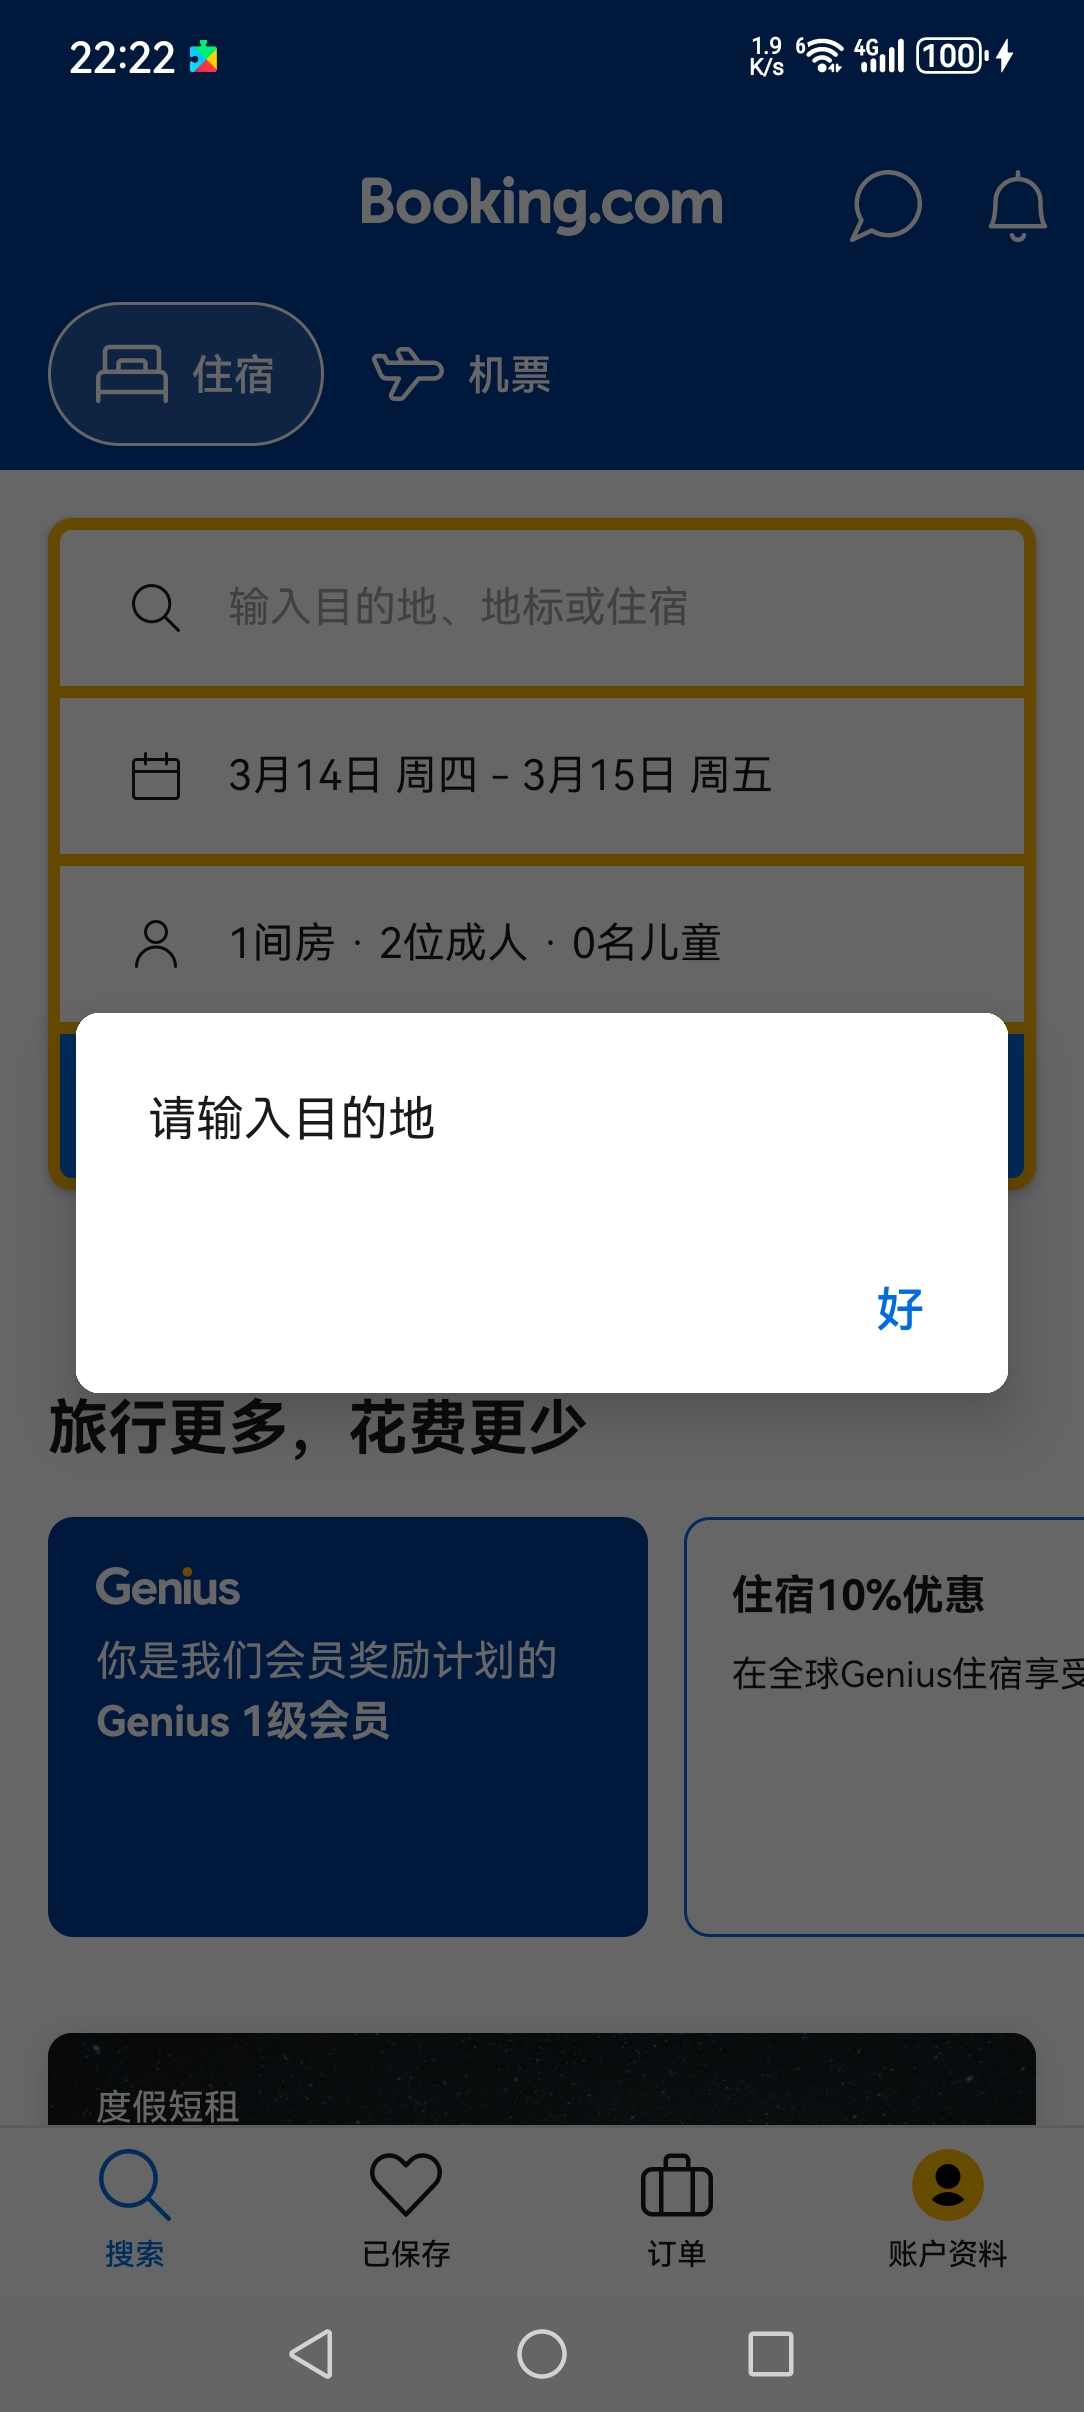 22:22
1.9 K/s 6 4G 100
Booking.com
住宿 机票
输入目的地、地标或住宿
3月14日 周四 – 3月15日 周五
1间房 · 2位成人 · 0名儿童
请输入目的地
好
旅行更多，花费更少
Genius
你是我们会员奖励计划的
Genius 1级会员
住宿10%优惠
在全球Genius住宿享受
度假短租
搜索 已保存 订单 账户资料